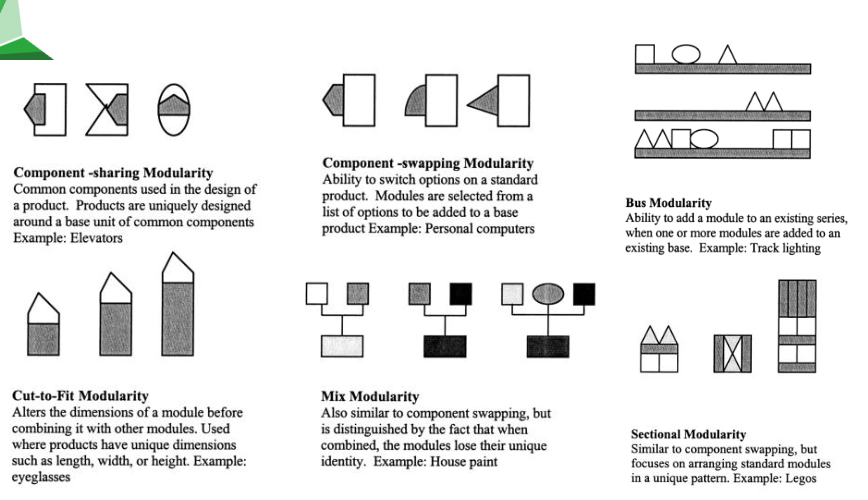 Component -sharing Modularity
Common components used in the design of
a product. Products are uniquely designed
around a base unit of common components
Example: Elevators
Component -swapping Modularity
Ability to switch options on a standard
product. Modules are selected from a
list of options to be added to a base
product Example: Personal computers
Bus Modularity
Ability to add a module to an existing series,
when one or more modules are added to an
existing base. Example: Track lighting
Cut-to-Fit Modularity
Alters the dimensions of a module before
combining it with other modules. Used
where products have unique dimensions
such as length, width, or height. Example:
eyeglasses
Mix Modularity
Also similar to component swapping, but
is distinguished by the fact that when
combined, the modules lose their unique
identity. Example: House paint
Sectional Modularity
Similar to component swapping, but
focuses on arranging standard modules
in a unique pattern. Example: Legos